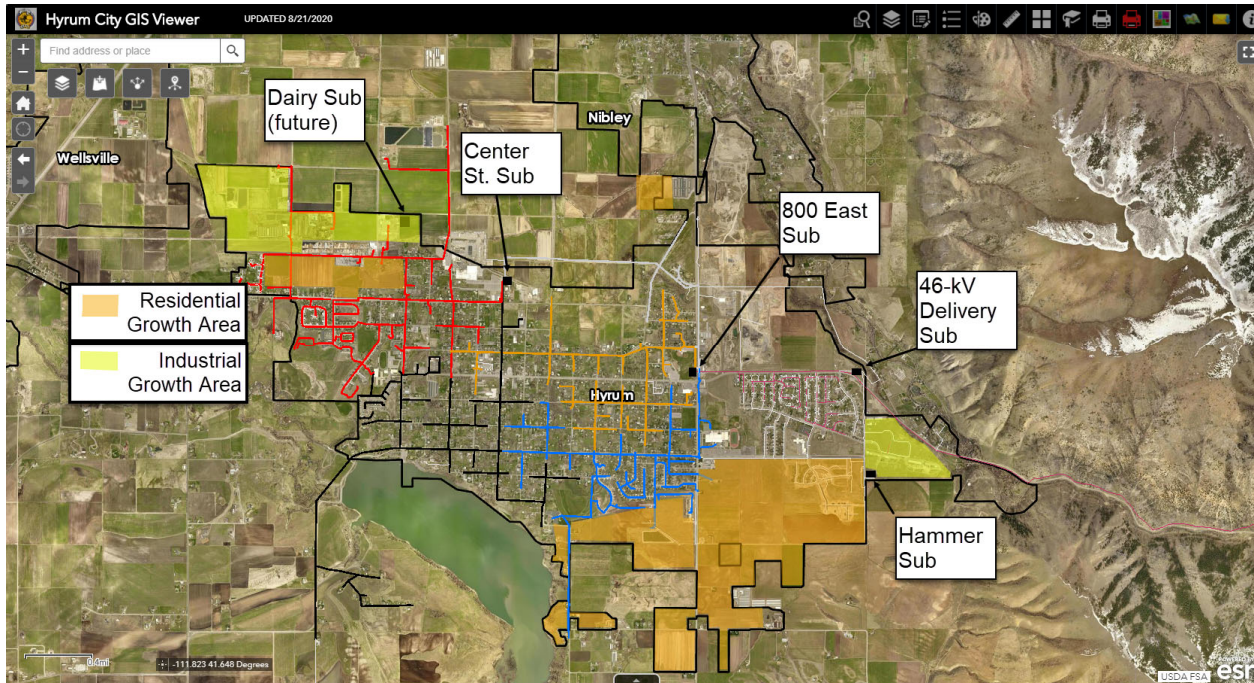 Hyrum City GIS Viewer
UPDATED 8/21/2020
Find address or place
Dairy Sub
(future)
Nibley
Wellsville
Center
St. Sub
800 East
Sub
46-kV
Delivery
Sub
Residential
Growth Area
Industrial
Growth Area
Hyrum
Hammer
Sub
0.4mi
-111.823 41.648 Degrees
USDA FSA
esri